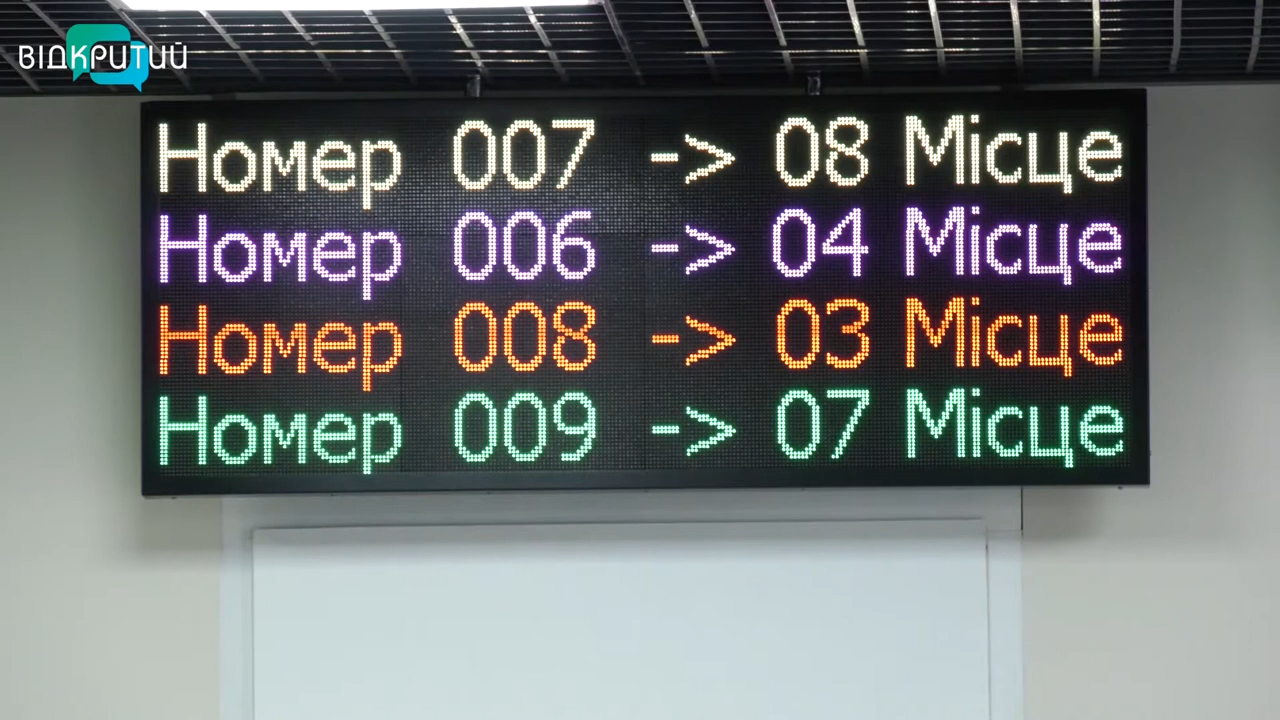 ВІДКРИТИЙ
Номер 007 -> 08 Місце
Номер 006 -> 04 Місце
Номер 008 -> 03 Місце
Номер 009 -> 07 Місце